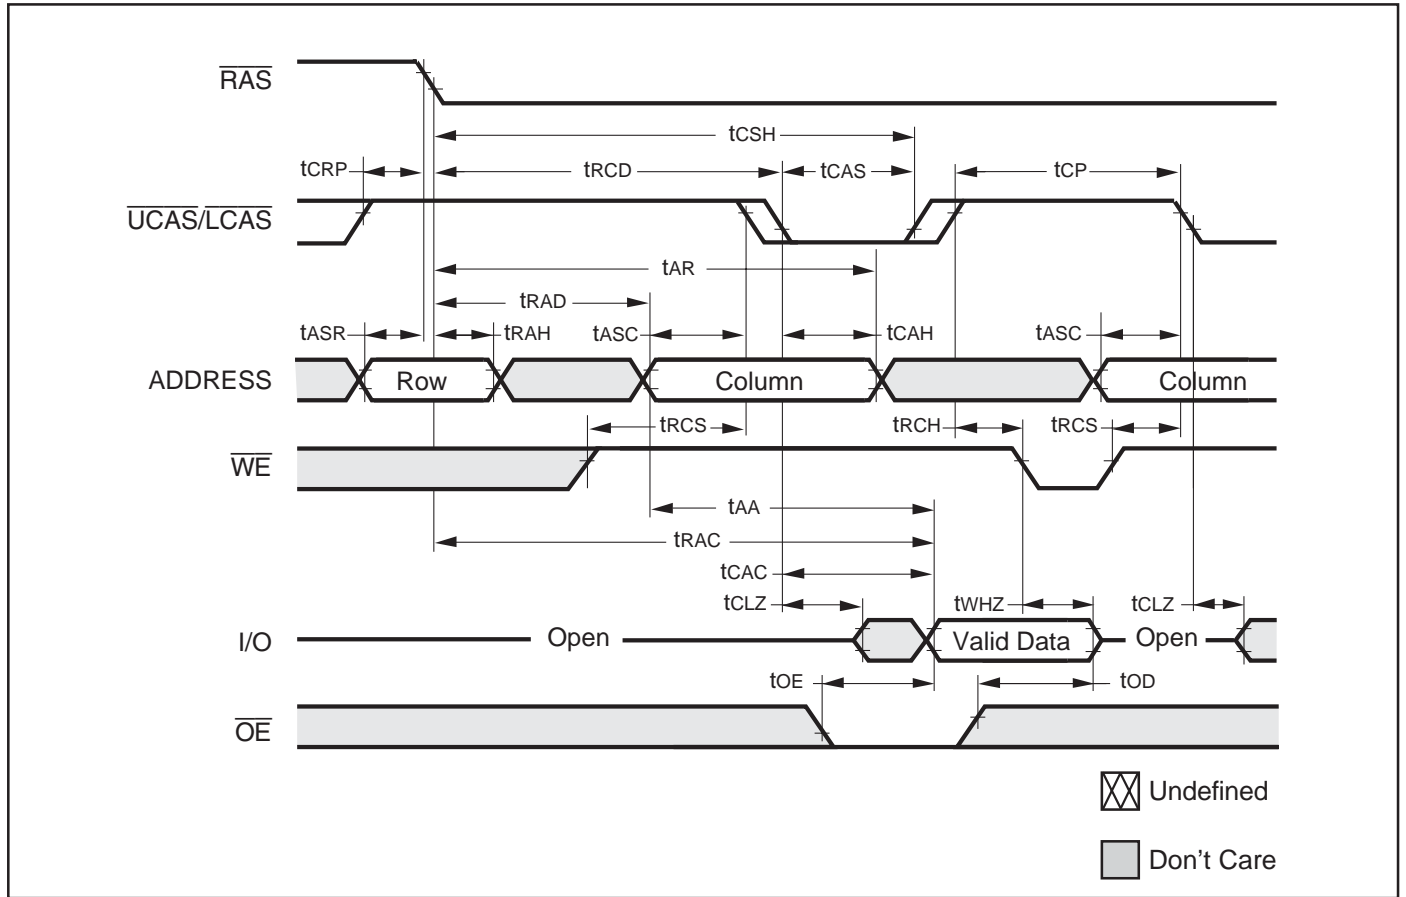 RAS
tCSH
tCRP
tRCD
tCAS
tCP
UCAS/LCAS
tAR
tRAD
tASR
tRAH
tASC
tCAH
tASC
ADDRESS
Row
Column
Column
tRCS
tRCH
tRCS
WE
tAA
tRAC
tCAC
tCLZ
tWHZ
tCLZ
I/O
Open
Valid Data
Open
tOE
tOD
OE
Undefined
Don't Care